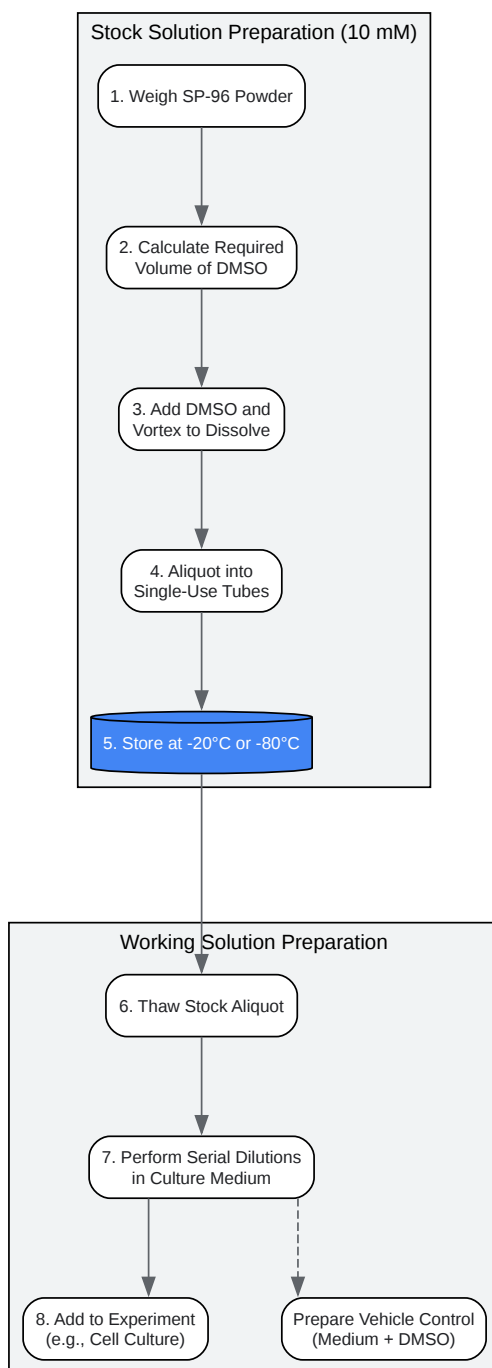 Stock Solution Preparation (10 mM)
1. Weigh SP-96 Powder
2. Calculate Required
Volume of DMSO
3. Add DMSO and
Vortex to Dissolve
4. Aliquot into
Single-Use Tubes
5. Store at -20°C or -80°C
Working Solution Preparation
6. Thaw Stock Aliquot
7. Perform Serial Dilutions
in Culture Medium
8. Add to Experiment
(e.g., Cell Culture)
Prepare Vehicle Control
(Medium + DMSO)